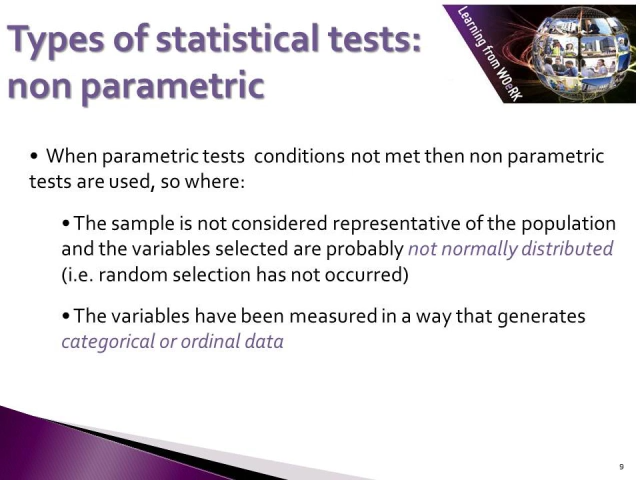 Types of statistical tests:
non parametric
Learning from WOeRK
• When parametric tests conditions not met then non parametric
tests are used, so where:
• The sample is not considered representative of the population
and the variables selected are probably not normally distributed
(i.e. random selection has not occurred)
• The variables have been measured in a way that generates
categorical or ordinal data
9